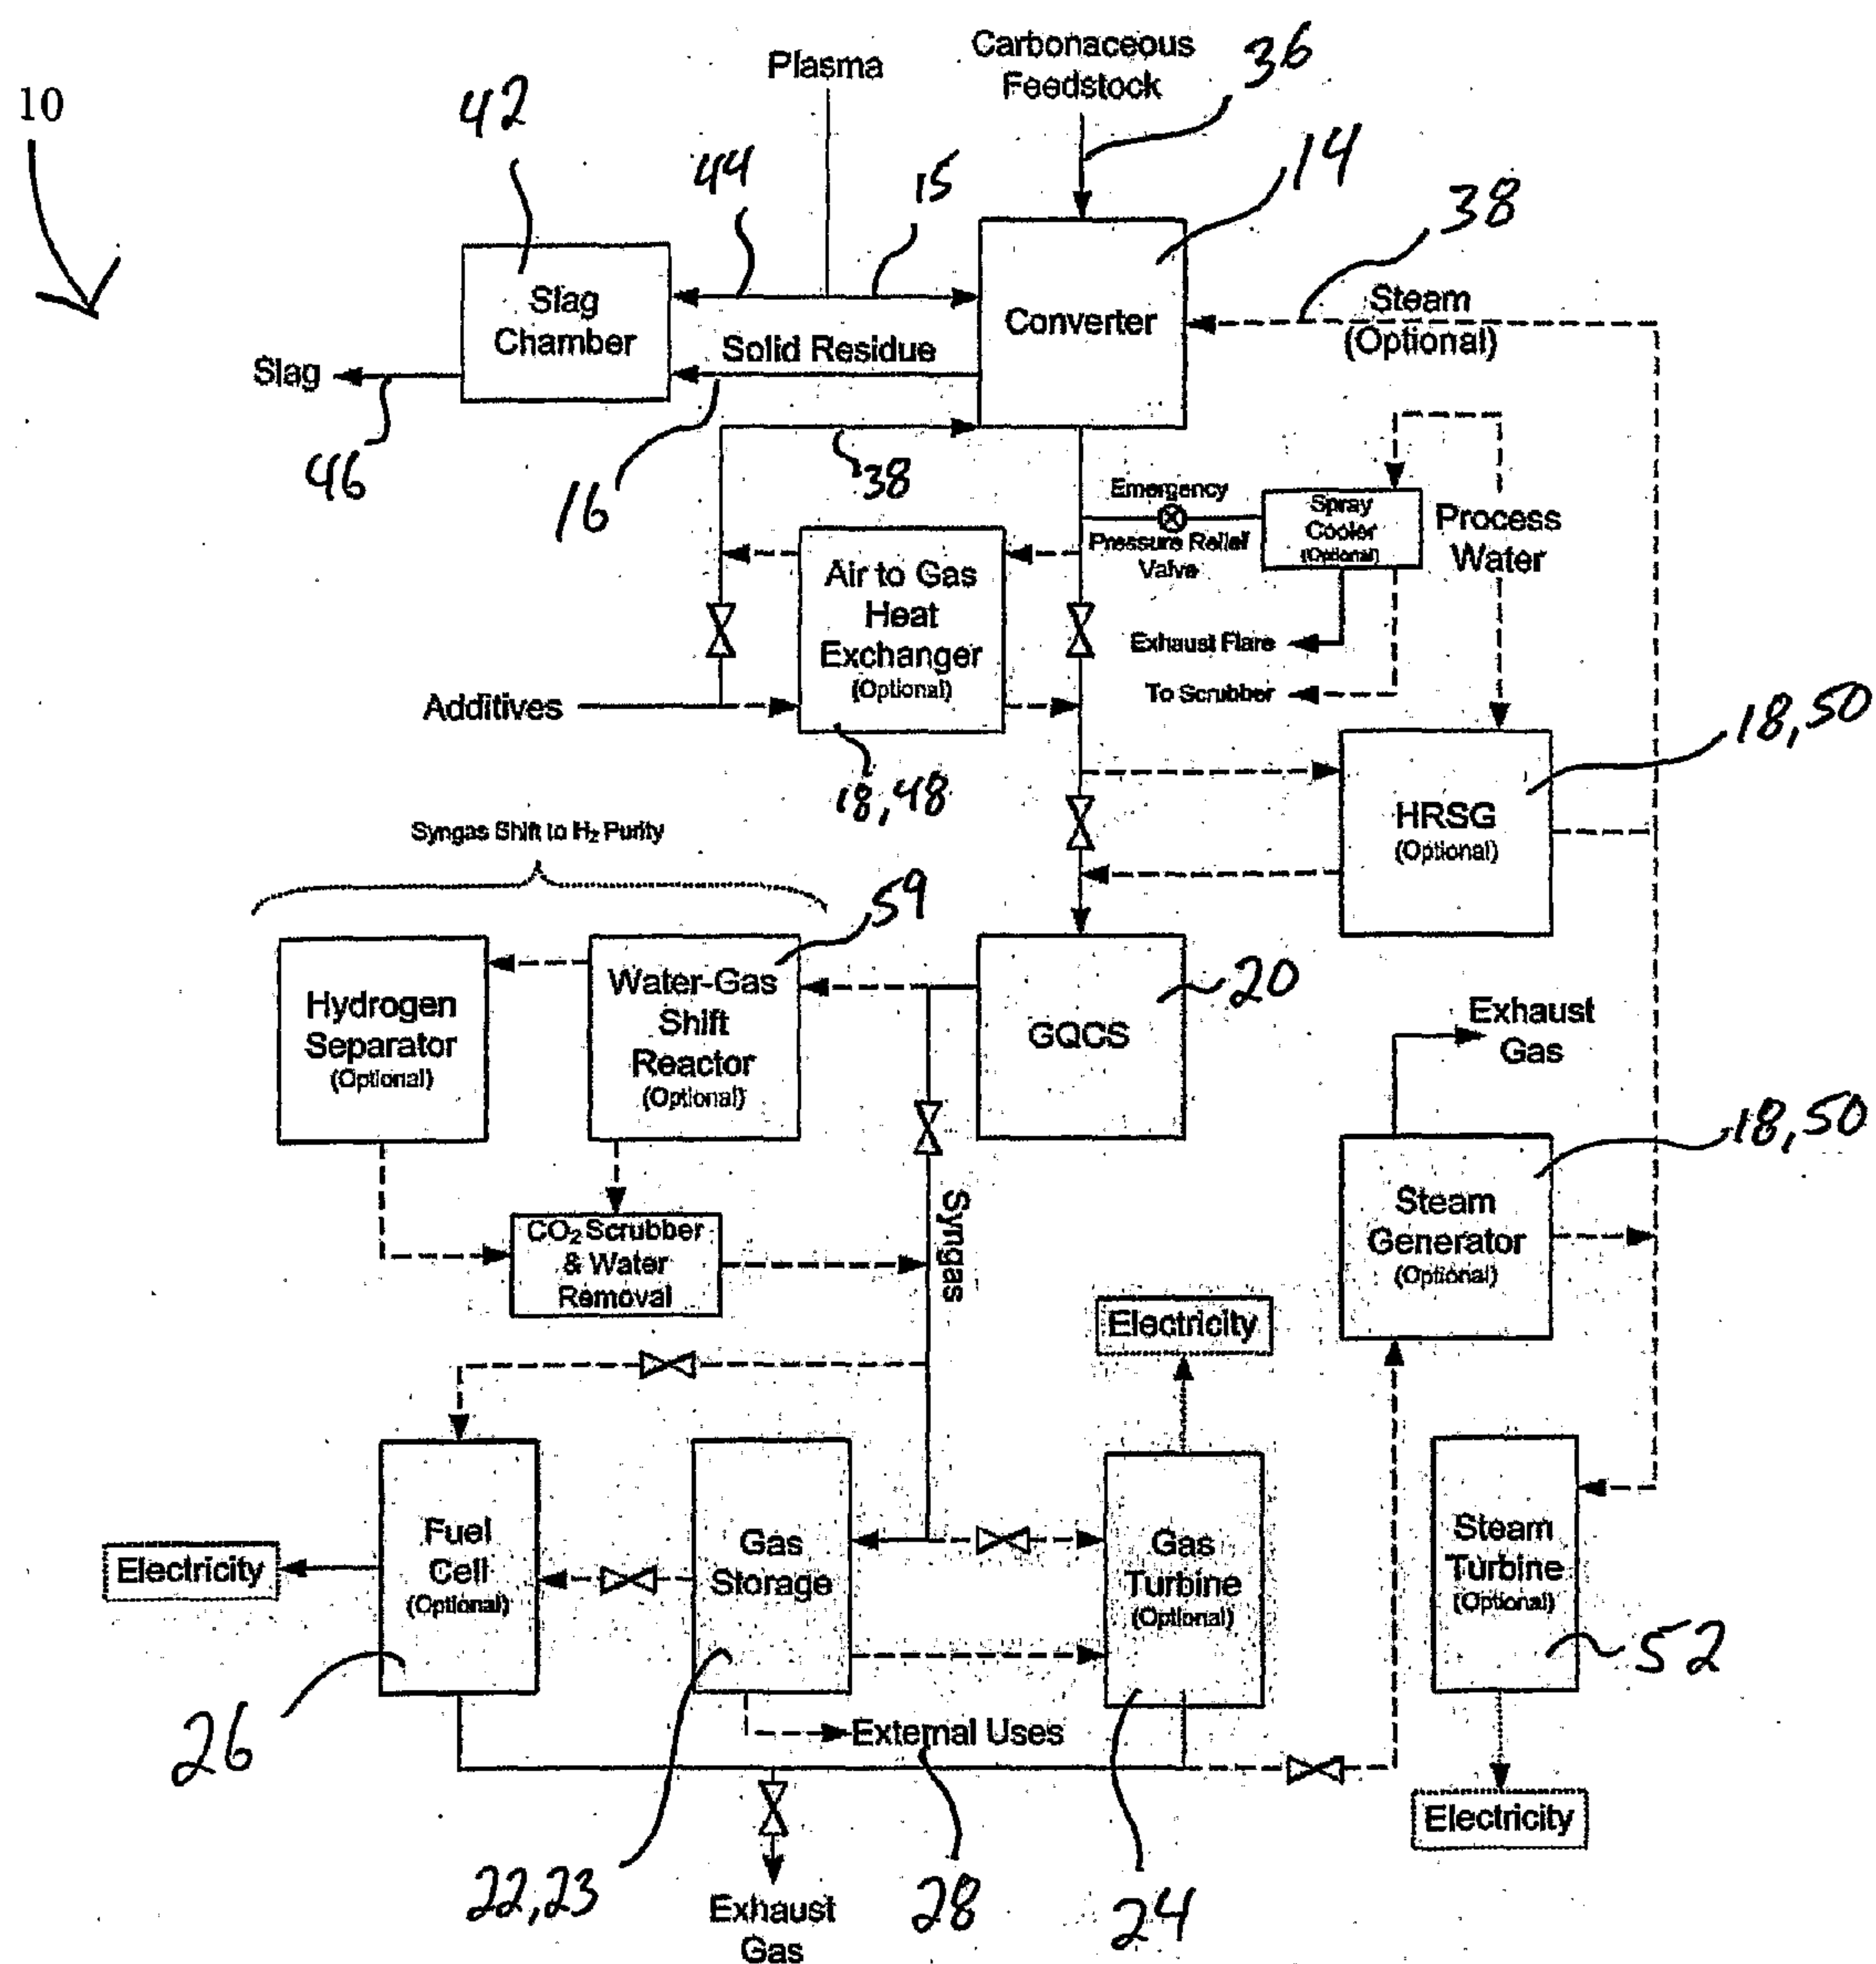 10
42
Plasma
Carbonaceous
Feedstock
36
44
15
14
38
Slag
Chamber
Converter
Steam
(Optional)
Solid Residue
Slag
46
16
38
Emergency
Pressure Relief
Valve
Spray
Cooler
(Optional)
Process
Water
Air to Gas
Heat
Exchanger
(Optional)
Exhaust Flare
To Scrubber
Additives
18,48
18,50
HRSG
(Optional)
Syngas Shift to H₂ Purity
59
Hydrogen
Separator
(Optional)
Water-Gas
Shift
Reactor
(Optional)
GQCS
20
Exhaust
Gas
18,50
Steam
Generator
(Optional)
CO₂ Scrubber
& Water
Removal
Syngas
Electricity
Fuel
Cell
(Optional)
Gas
Storage
Gas
Turbine
(Optional)
Steam
Turbine
(Optional)
Electricity
52
26
External Uses
Electricity
22,23
Exhaust
Gas
28
24